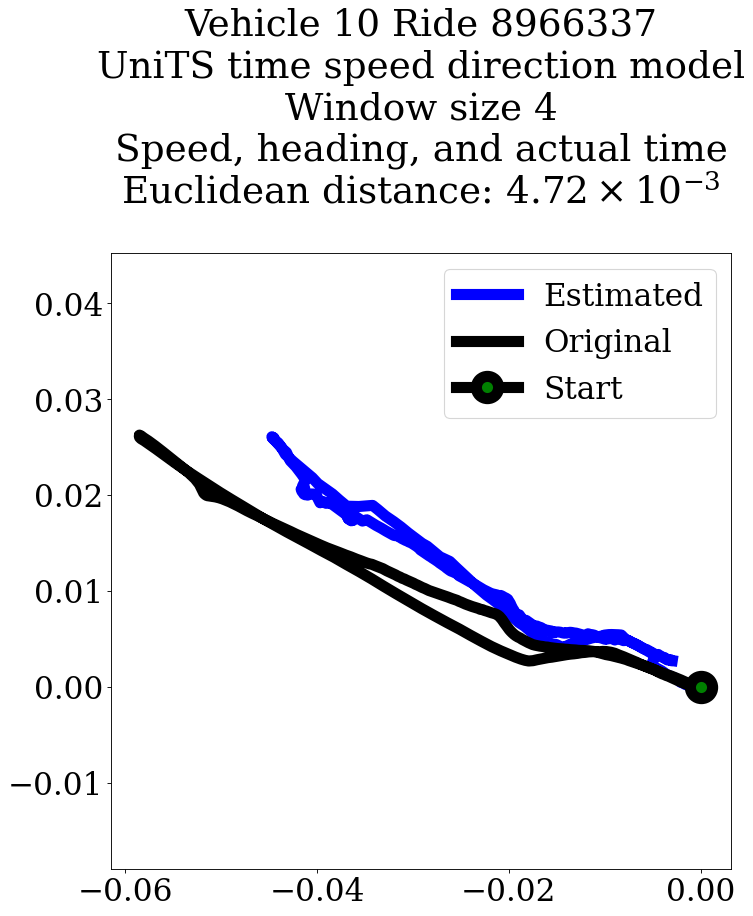 Vehicle 10 Ride 8966337
UniTS time speed direction model
Window size 4
Speed, heading, and actual time
Euclidean distance: 4.72 × 10⁻³
Estimated
Original
Start
0.04
0.03
0.02
0.01
0.00
−0.01
−0.06
−0.04
−0.02
0.00